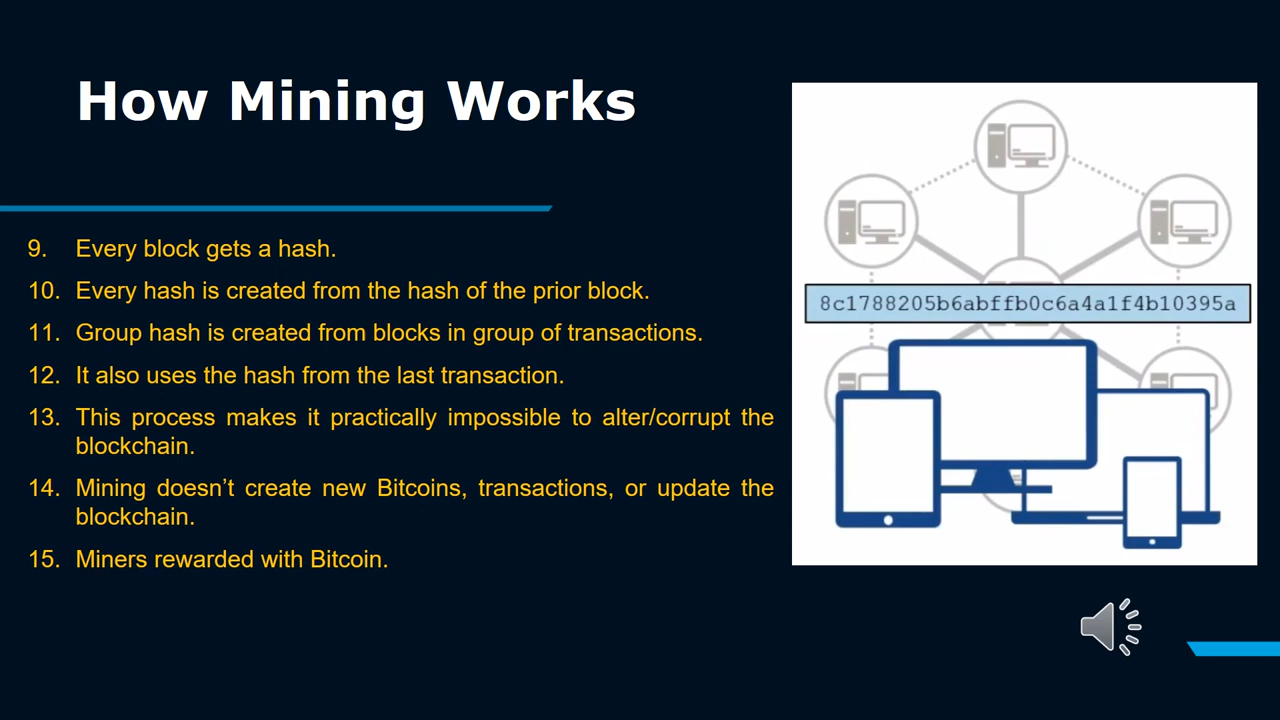 How Mining Works
9. Every block gets a hash.
10. Every hash is created from the hash of the prior block.
11. Group hash is created from blocks in group of transactions.
12. It also uses the hash from the last transaction.
13. This process makes it practically impossible to alter/corrupt the
blockchain.
14. Mining doesn’t create new Bitcoins, transactions, or update the
blockchain.
15. Miners rewarded with Bitcoin.
8c1788205b6abffb0c6a4a1f4b10395a